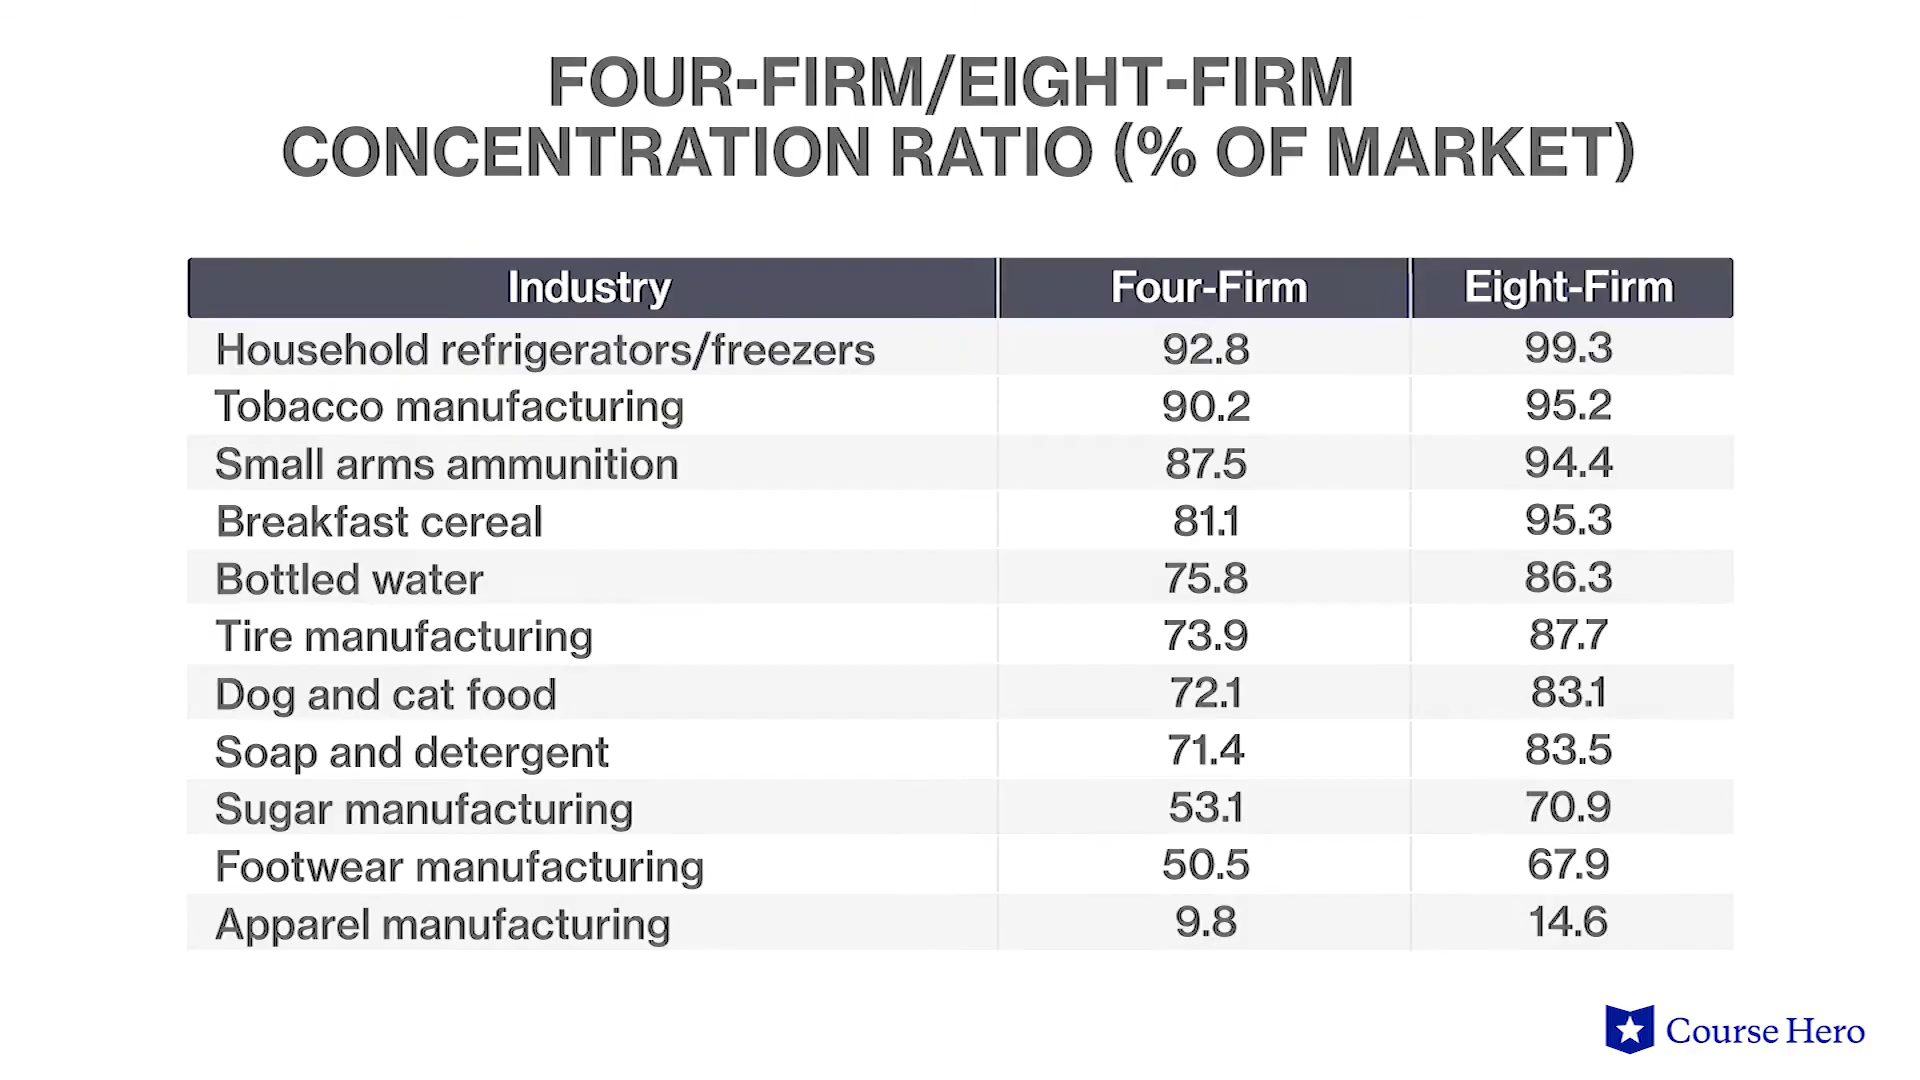 FOUR-FIRM/EIGHT-FIRM
CONCENTRATION RATIO (% OF MARKET)
Industry Four-Firm Eight-Firm
Household refrigerators/freezers 92.8 99.3
Tobacco manufacturing 90.2 95.2
Small arms ammunition 87.5 94.4
Breakfast cereal 81.1 95.3
Bottled water 75.8 86.3
Tire manufacturing 73.9 87.7
Dog and cat food 72.1 83.1
Soap and detergent 71.4 83.5
Sugar manufacturing 53.1 70.9
Footwear manufacturing 50.5 67.9
Apparel manufacturing 9.8 14.6
Course Hero